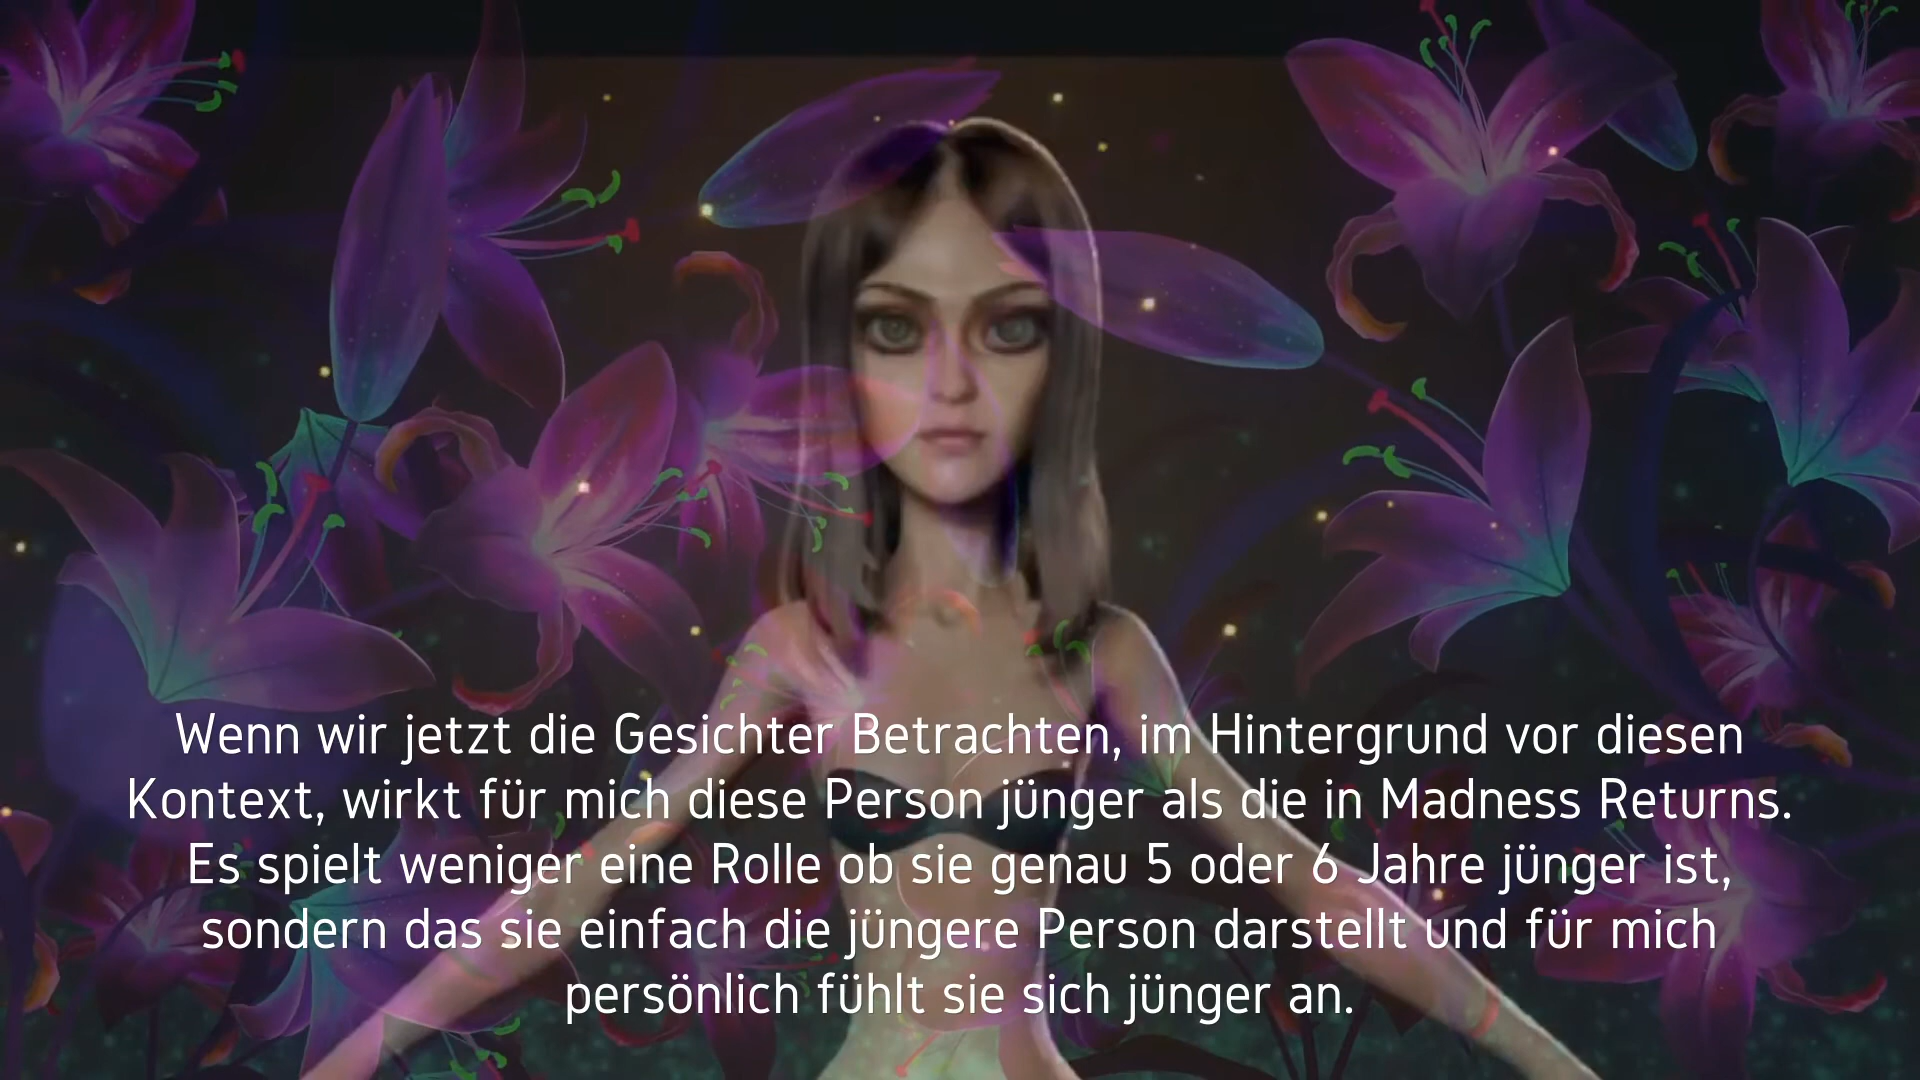 Wenn wir jetzt die Gesichter Betrachten, im Hintergrund vor diesen
Kontext, wirkt für mich diese Person jünger als die in Madness Returns.
Es spielt weniger eine Rolle ob sie genau 5 oder 6 Jahre jünger ist,
sondern das sie einfach die jüngere Person darstellt und für mich
persönlich fühlt sie sich jünger an.